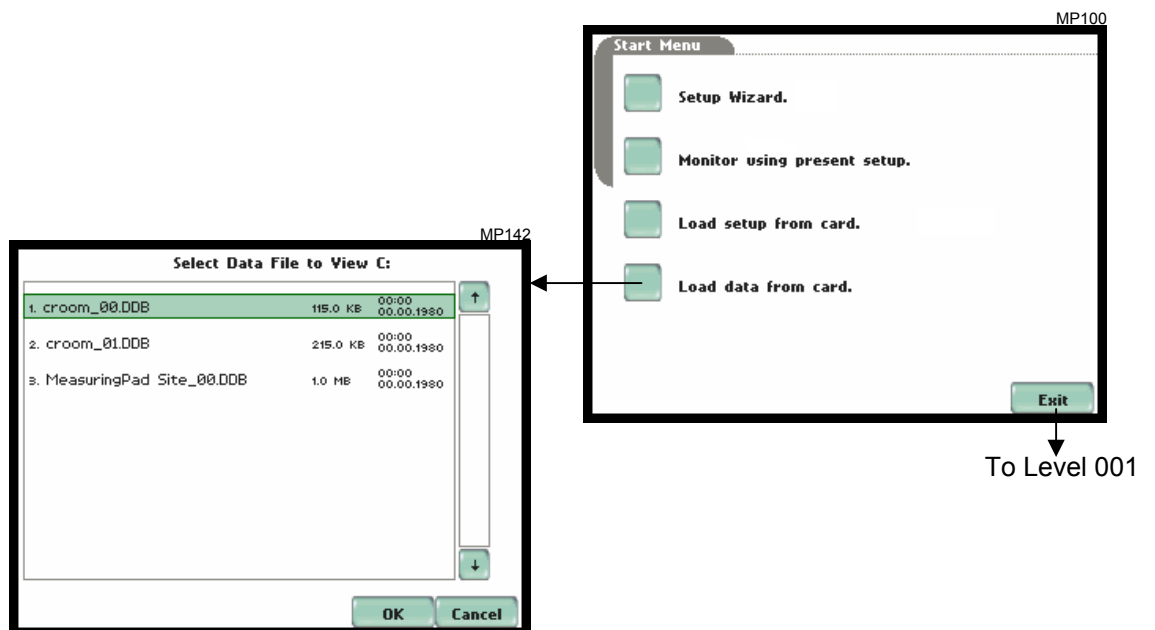 MP100
Start Menu
Setup Wizard.
Monitor using present setup.
Load setup from card.
Load data from card.
Exit
To Level 001
MP142
Select Data File to View C:
1. croom_00.DDB 115.0 KB 00:00 00.00.1980
2. croom_01.DDB 215.0 KB 00:00 00.00.1980
3. MeasuringPad Site_00.DDB 1.0 MB 00:00 00.00.1980
OK Cancel